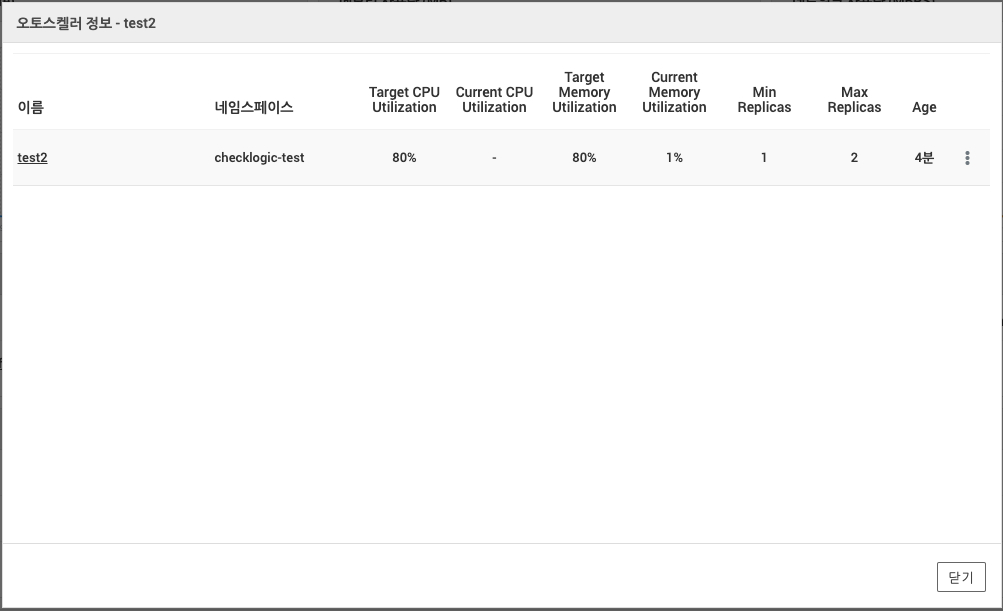 오토스켈러 정보 - test2
이름
네임스페이스
Target CPU
Utilization
Current CPU
Utilization
Target
Memory
Utilization
Current
Memory
Utilization
Min
Replicas
Max
Replicas
Age
test2
checklogic-test
80%
-
80%
1%
1
2
4분
닫기